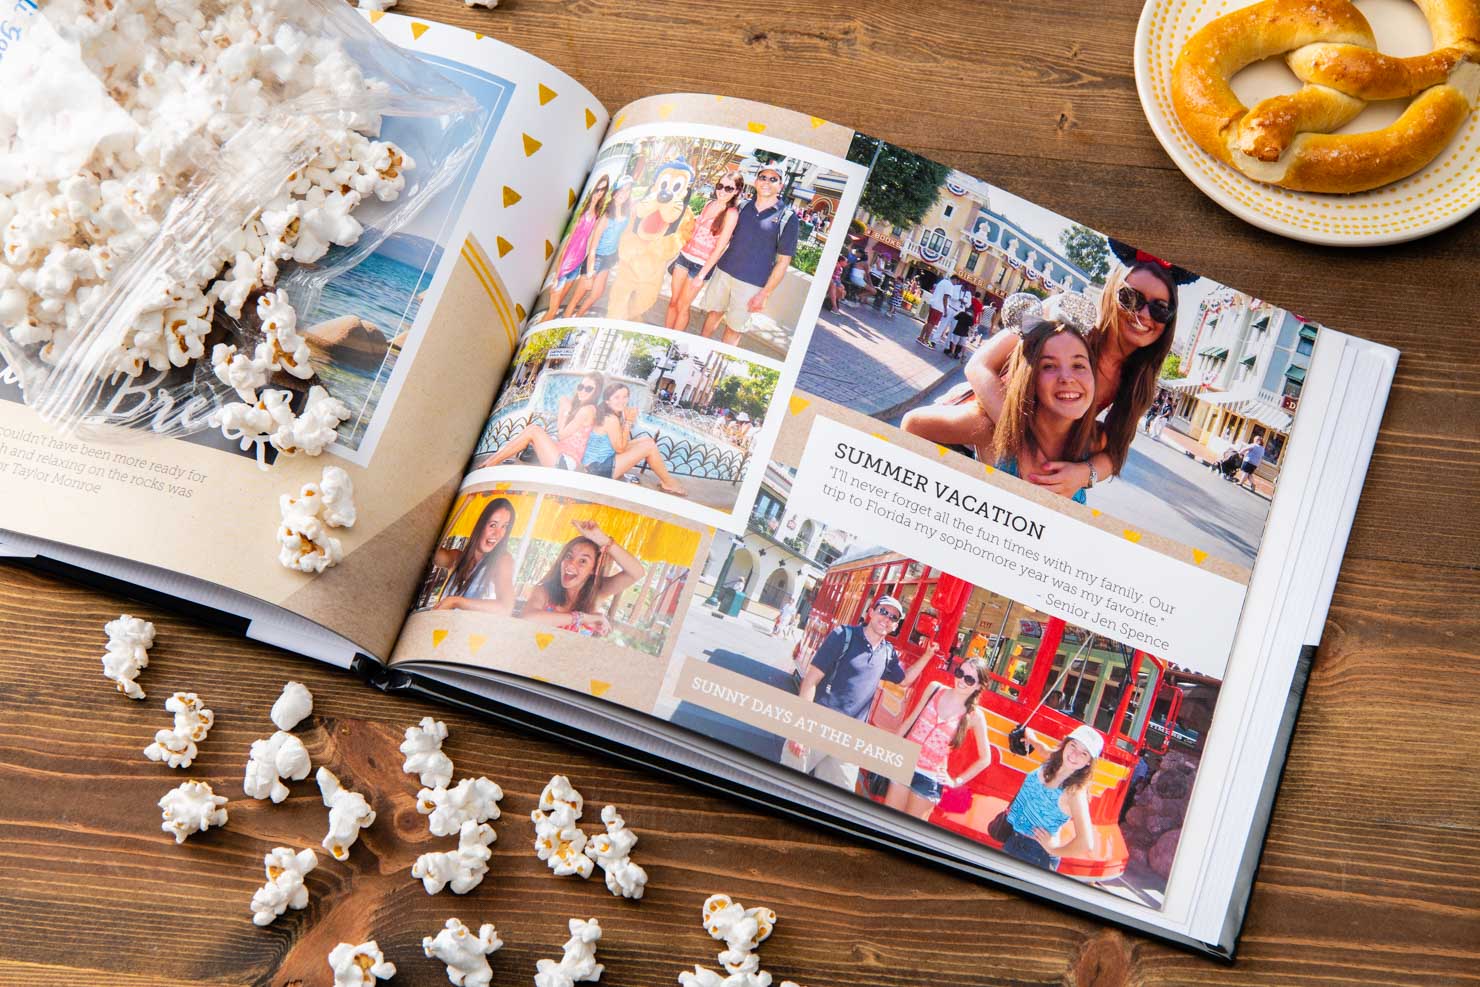 Bre
couldn't have been more ready for
h and relaxing on the rocks was
or Taylor Monroe
SUMMER VACATION
"I'll never forget all the fun times with my family. Our
trip to Florida my sophomore year was my favorite."
- Senior Jen Spence
SUNNY DAYS AT THE PARKS